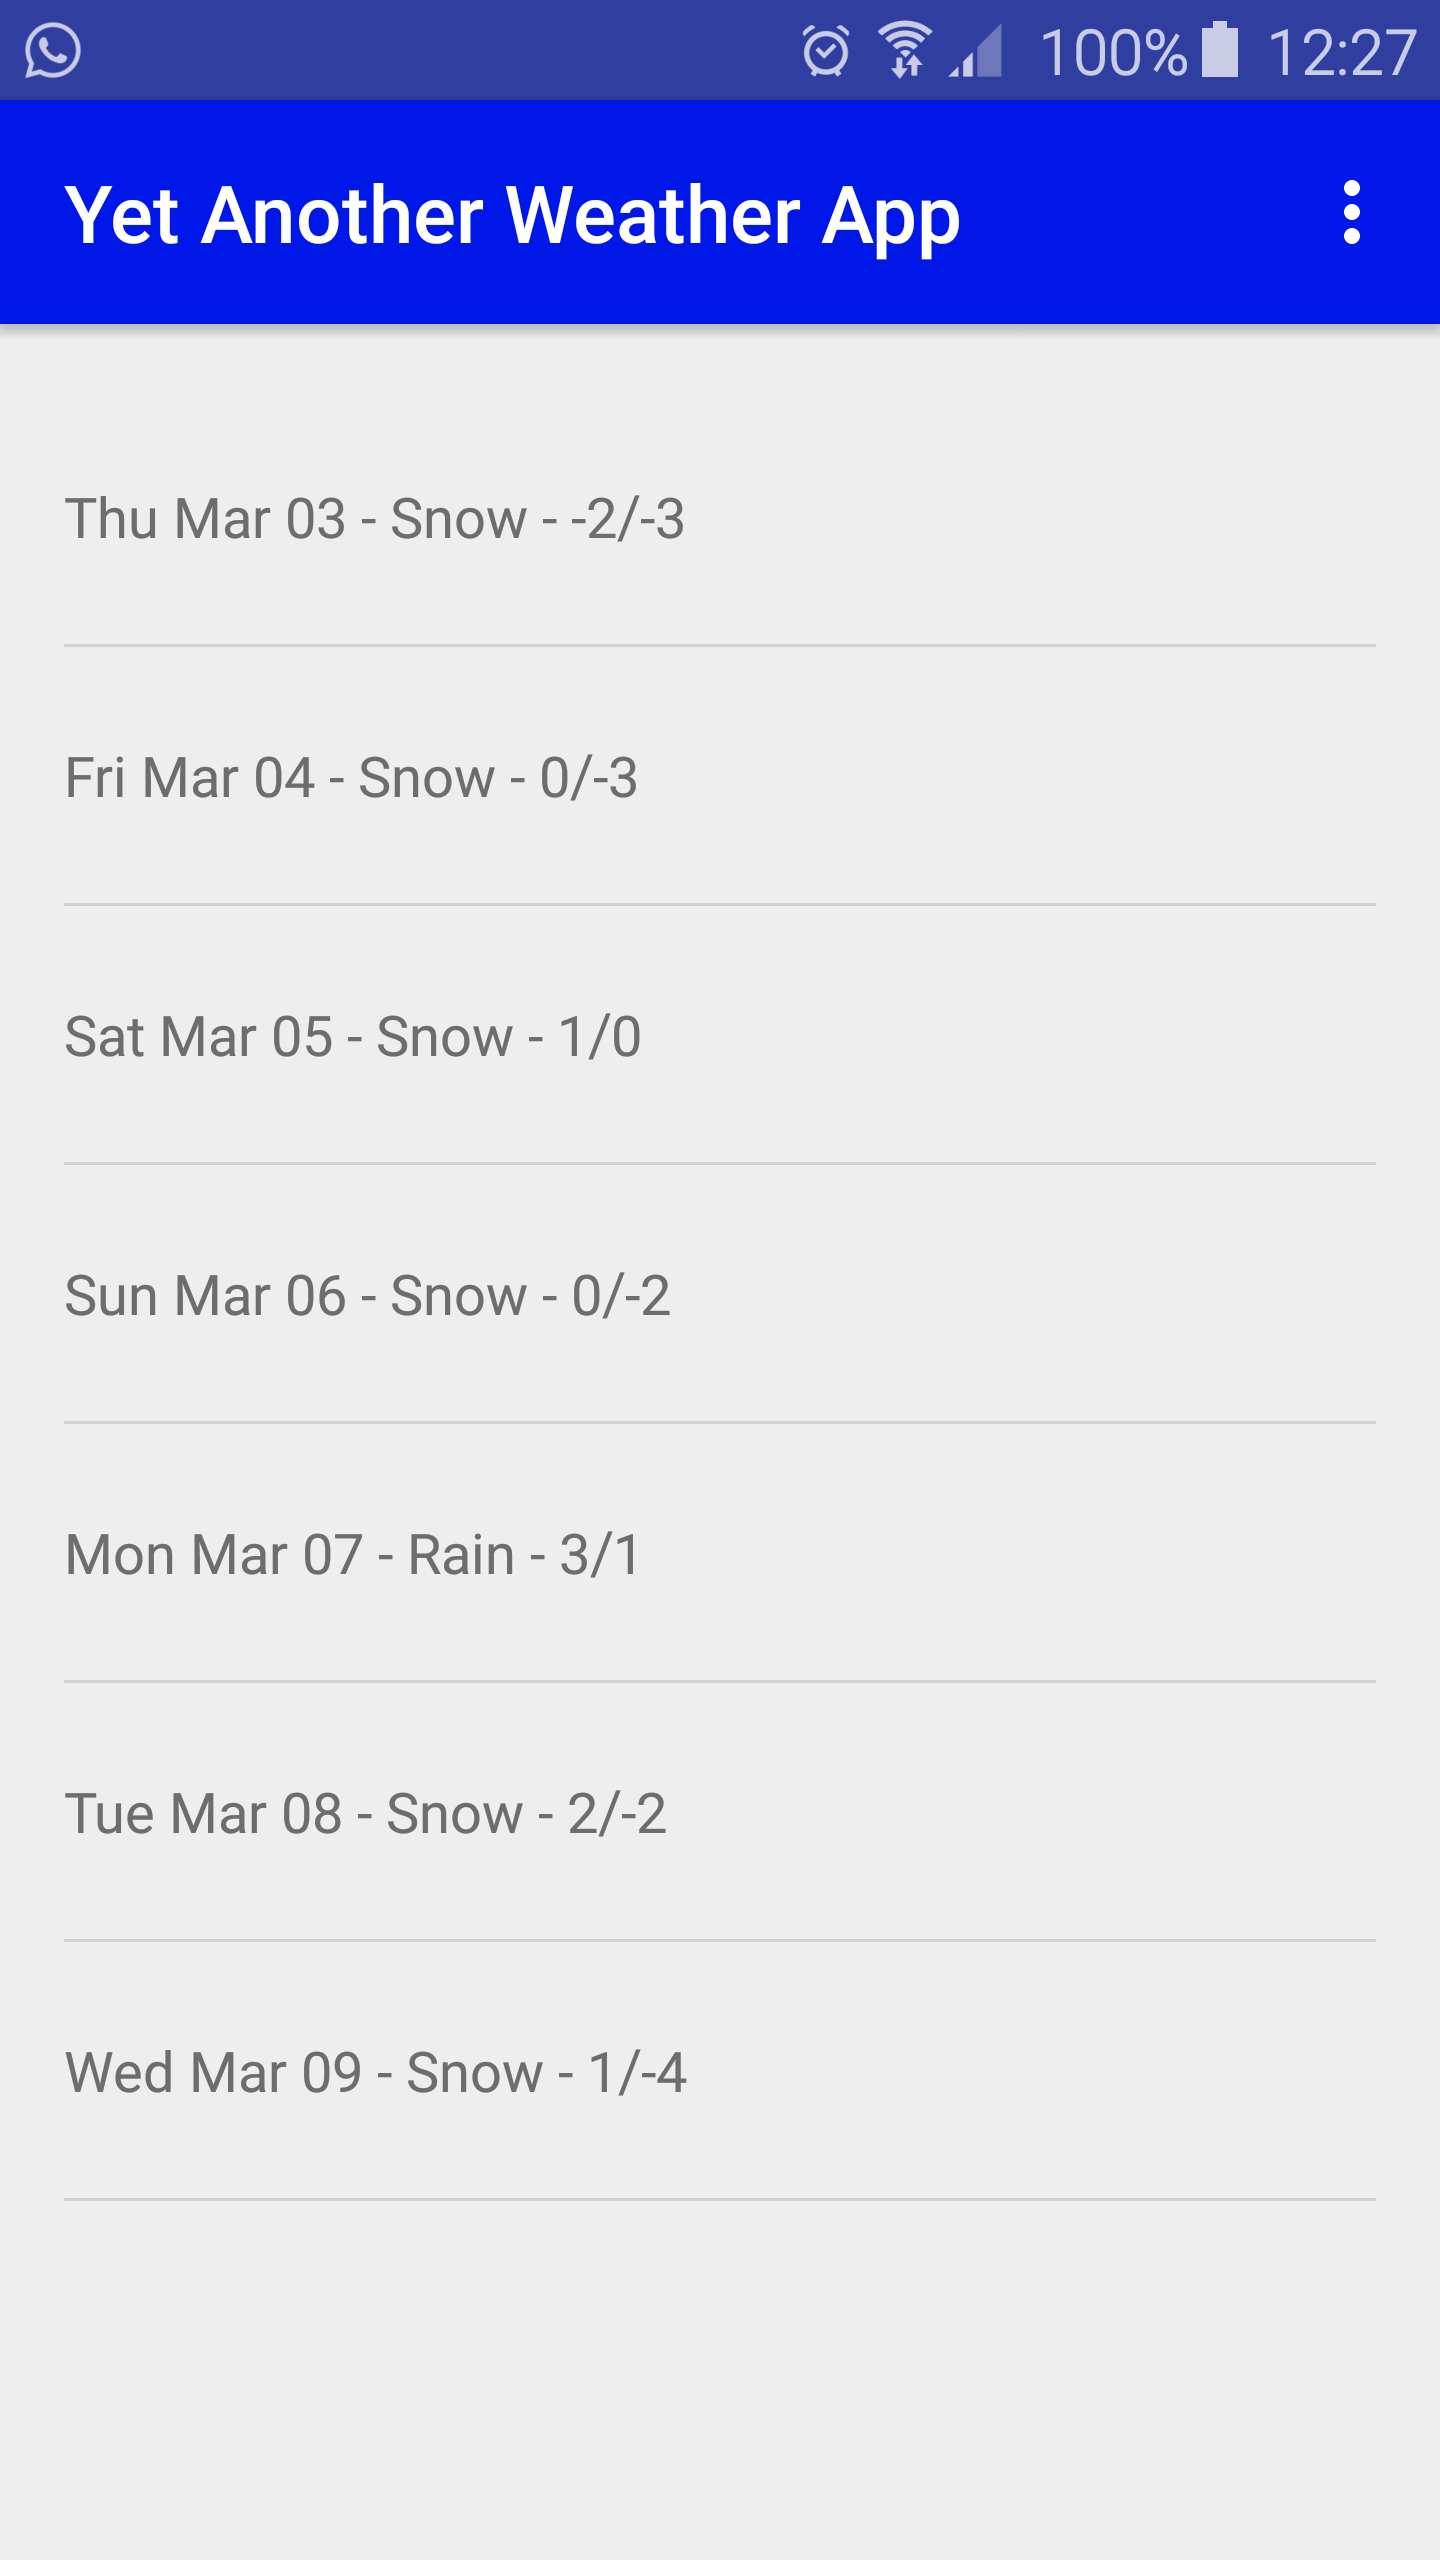 100% 12:27
Yet Another Weather App
Thu Mar 03 - Snow - -2/-3
Fri Mar 04 - Snow - 0/-3
Sat Mar 05 - Snow - 1/0
Sun Mar 06 - Snow - 0/-2
Mon Mar 07 - Rain - 3/1
Tue Mar 08 - Snow - 2/-2
Wed Mar 09 - Snow - 1/-4